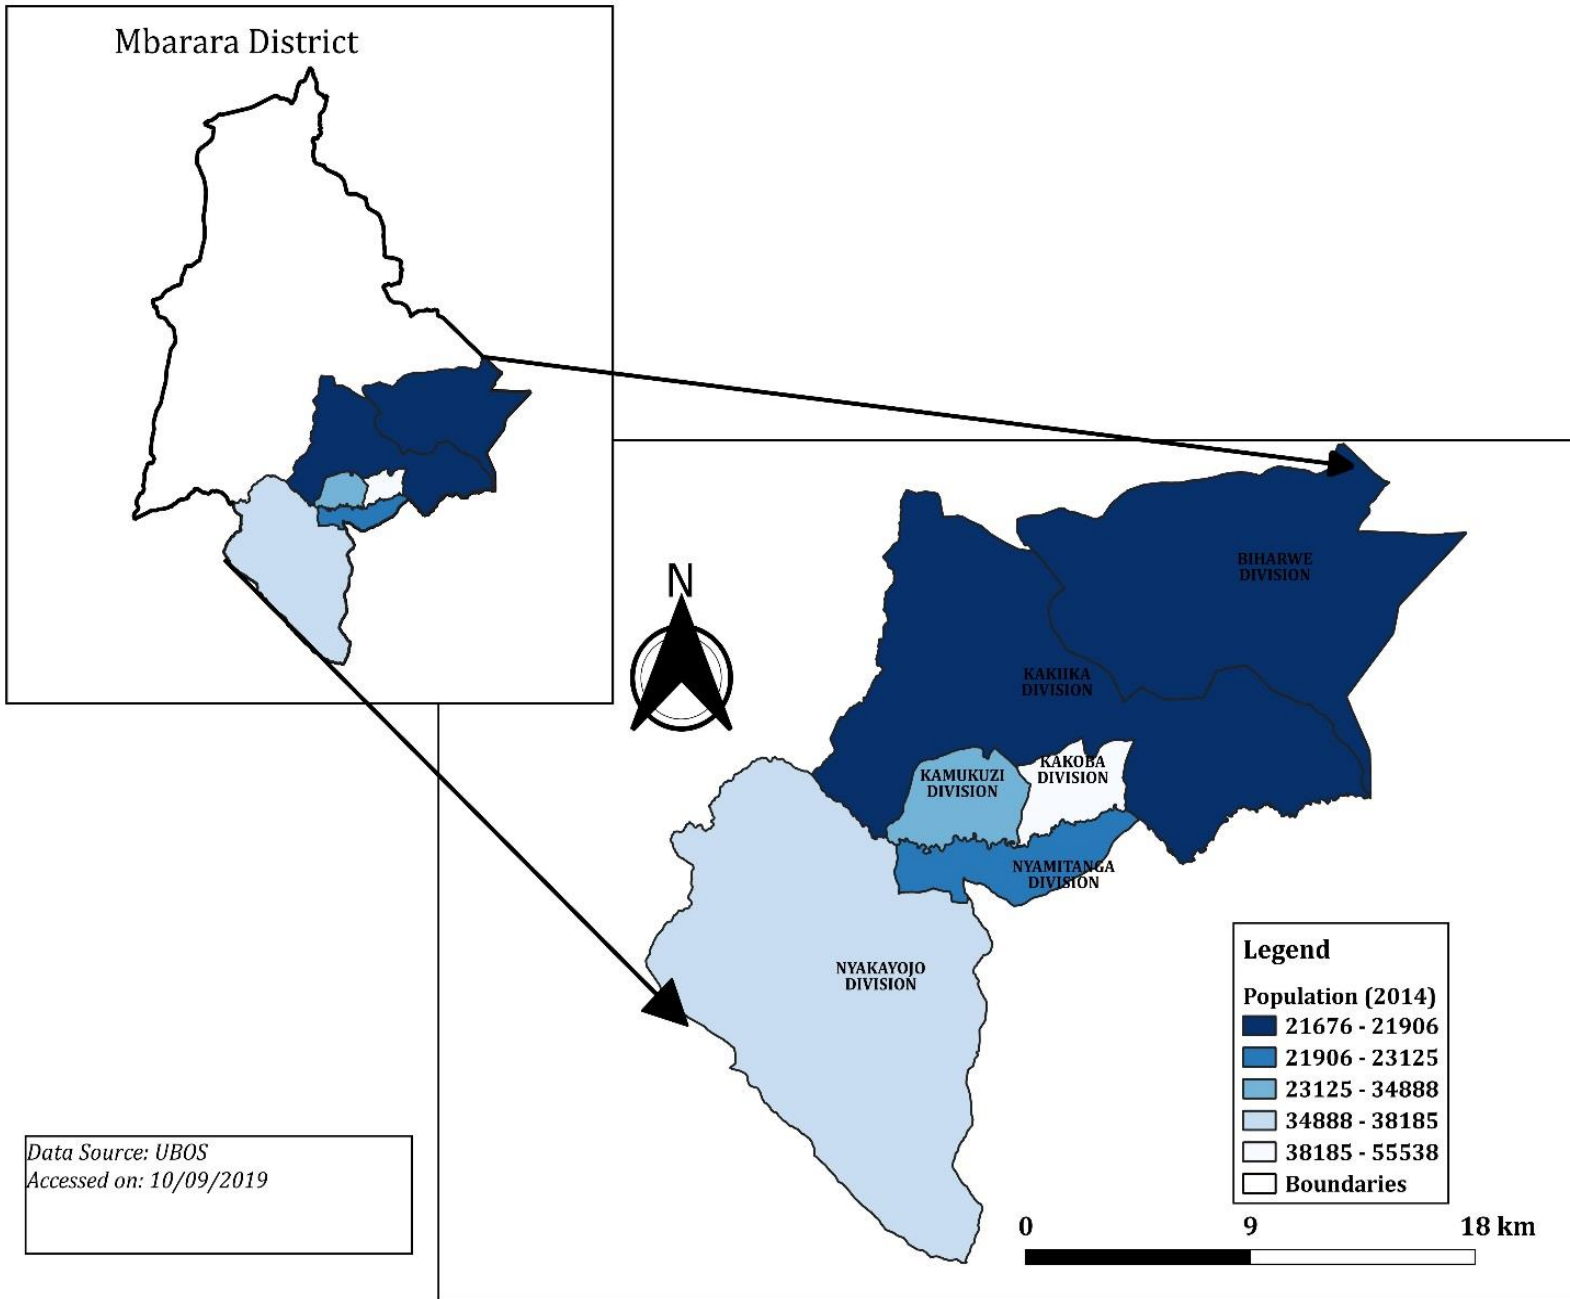 Mbarara District
N
BIHARWE
DIVISION
KAKIIKA
DIVISION
KAKOBA
DIVISION
KAMUKUZI
DIVISION
NYAMITANGA
DIVISION
NYAKAYOJO
DIVISION
Legend
Population (2014)
21676 - 21906
21906 - 23125
23125 - 34888
34888 - 38185
38185 - 55538
Boundaries
0 9 18 km
Data Source: UBOS
Accessed on: 10/09/2019